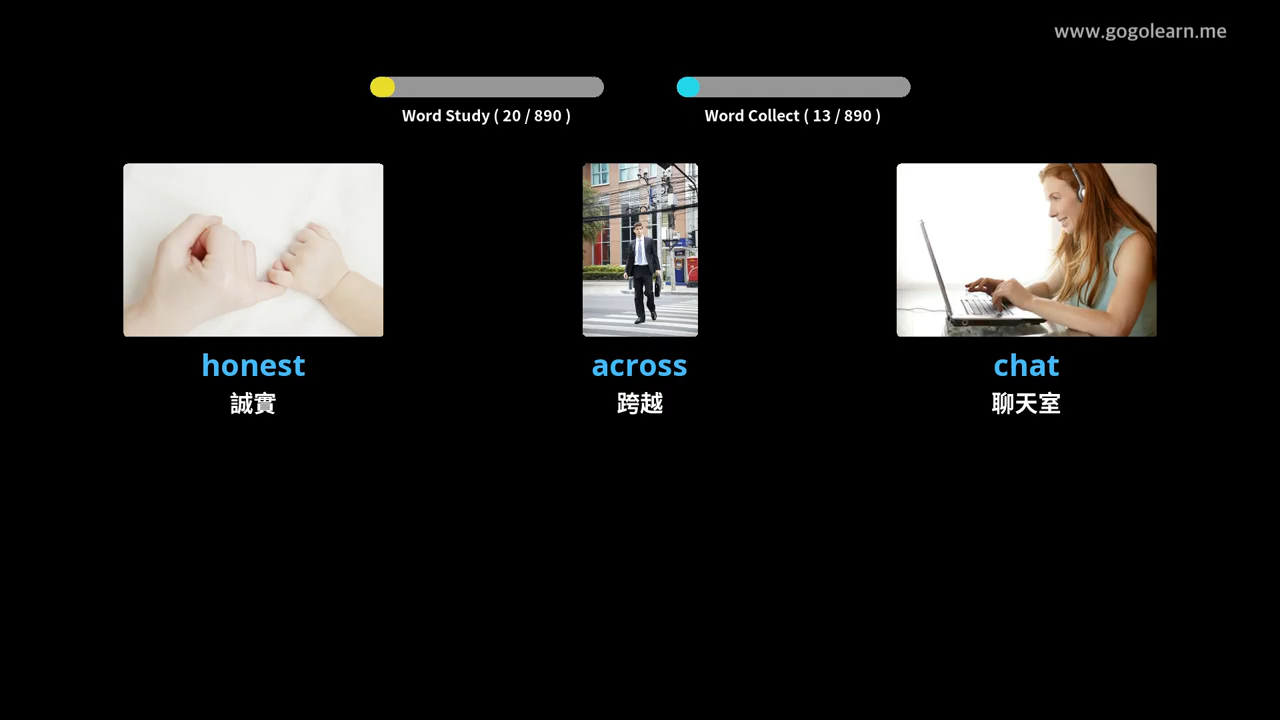 www.gogolearn.me
Word Study ( 20 / 890 )
Word Collect ( 13 / 890 )
honest
across
chat
誠實
跨越
聊天室